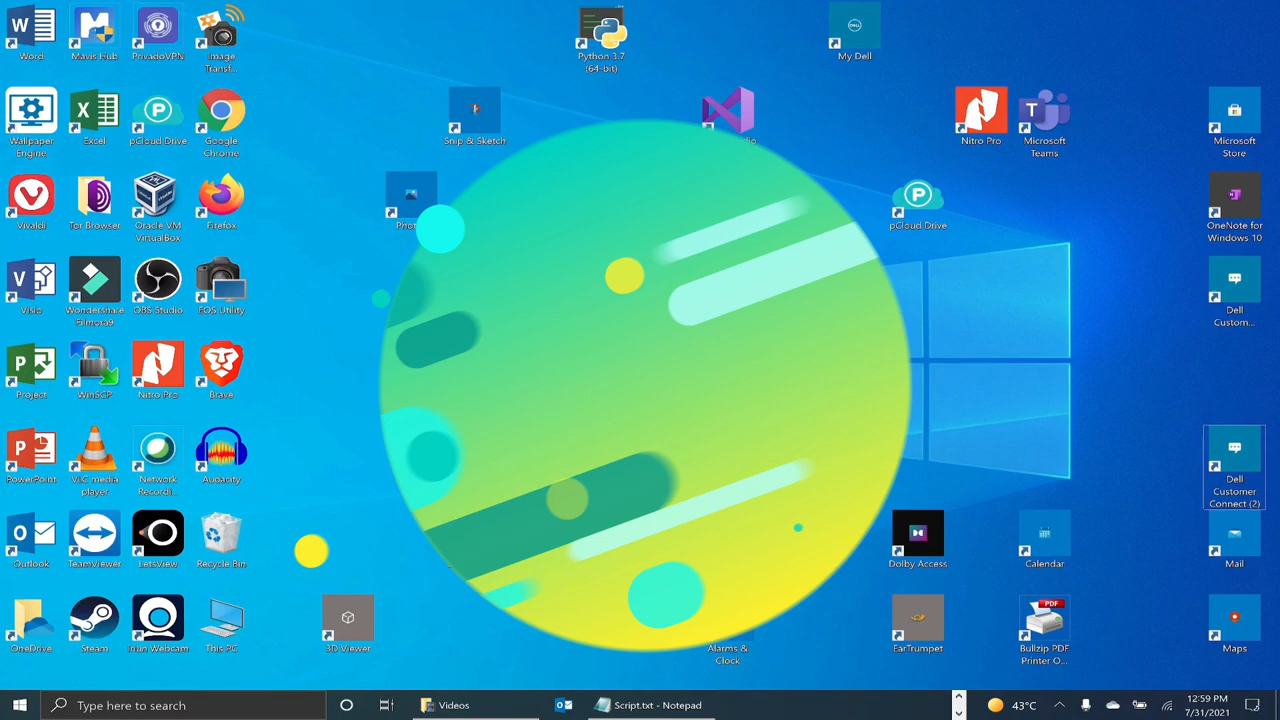 Word
Mavis Hub
PrivadoVPN
Image
Transf...
Python 3.7
(64-bit)
My Dell
Wallpaper
Engine
Excel
pCloud Drive
Google
Chrome
Snip & Sketch
Nitro Pro
Microsoft
Teams
Microsoft
Store
Vivaldi
Tor Browser
Oracle VM
VirtualBox
Firefox
pCloud Drive
OneNote for
Windows 10
Visio
Wondershare
Filmora9
OBS Studio
EOS Utility
Dell
Custom...
Project
WinSCP
Nitro Pro
Brave
PowerPoint
VLC media
player
Network
Recordi...
Audacity
Dell
Customer
Connect (2)
Outlook
TeamViewer
LetsView
Recycle Bin
Dolby Access
Calendar
Mail
OneDrive
Steam
Iriun Webcam
This PC
3D Viewer
Alarms &
Clock
EarTrumpet
PDF
Bullzip PDF
Printer O...
Maps
Type here to search
Videos
Script.txt - Notepad
43°C
12:59 PM
7/31/2021